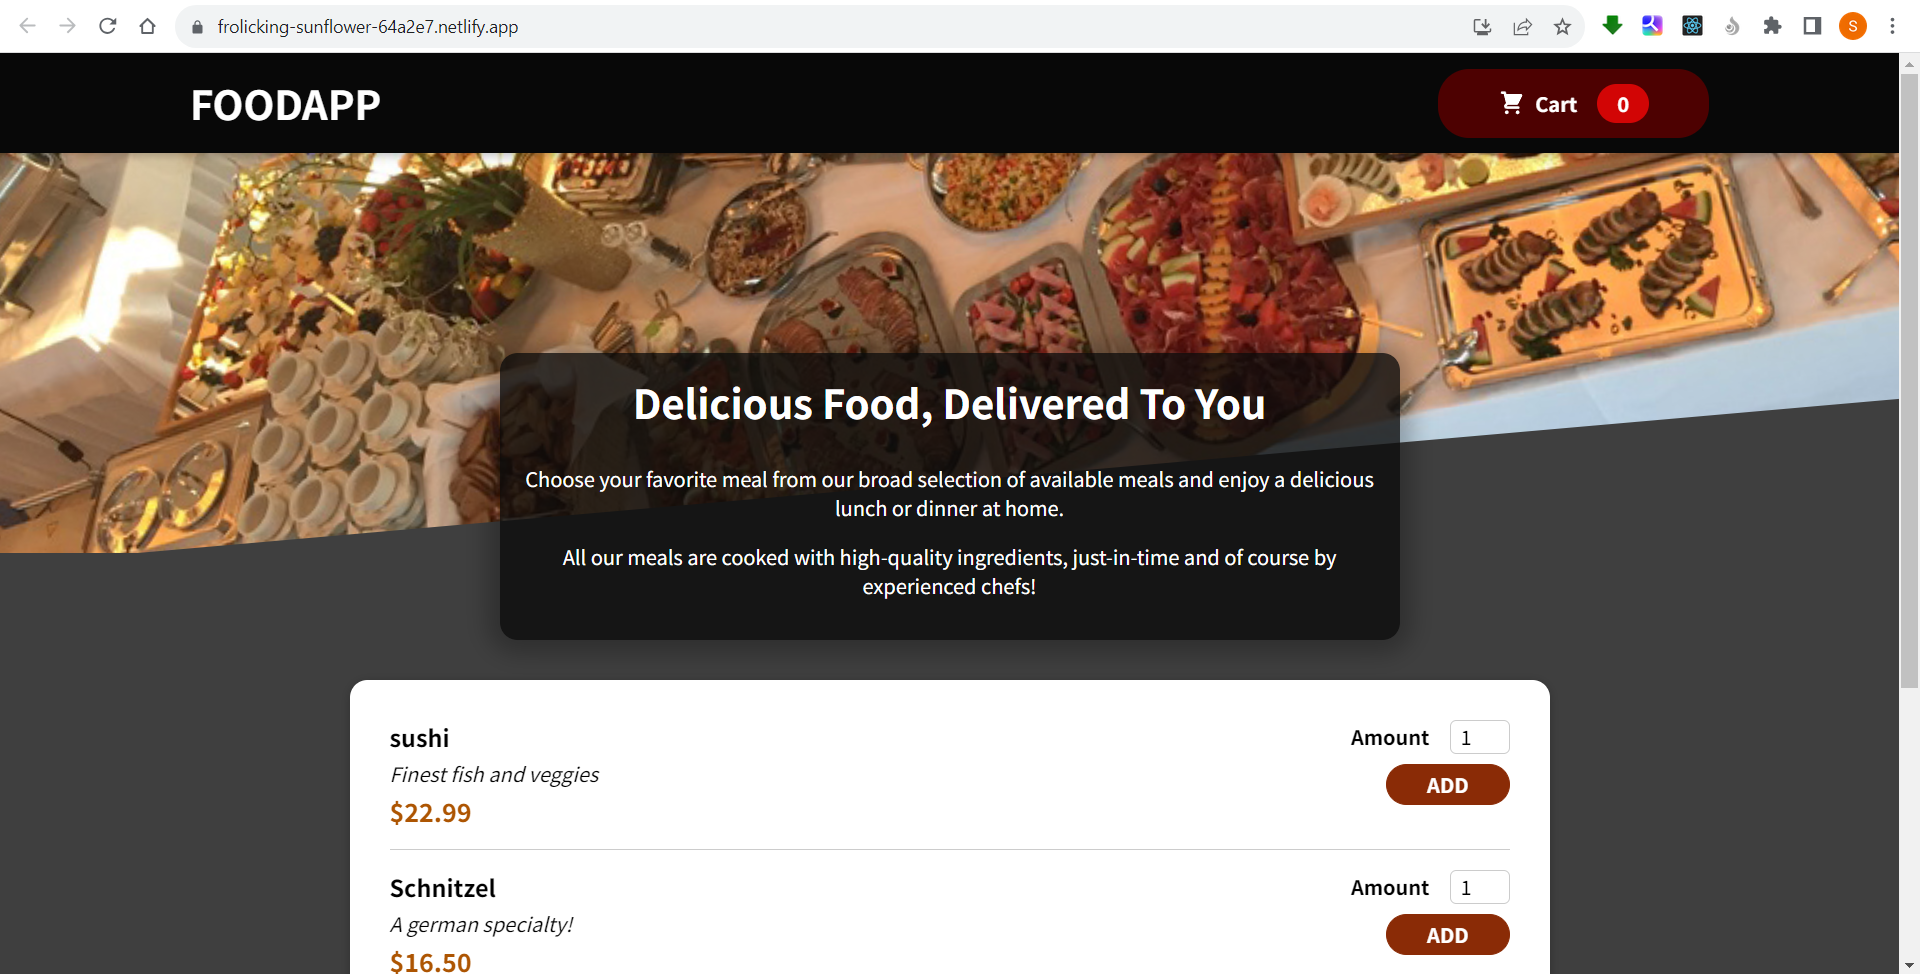 frolicking-sunflower-64a2e7.netlify.app
S
FOODAPP
Cart 0
Delicious Food, Delivered To You
Choose your favorite meal from our broad selection of available meals and enjoy a delicious
lunch or dinner at home.
All our meals are cooked with high-quality ingredients, just-in-time and of course by
experienced chefs!
sushi
Amount 1
Finest fish and veggies
ADD
$22.99
Schnitzel
Amount 1
A german specialty!
ADD
$16.50